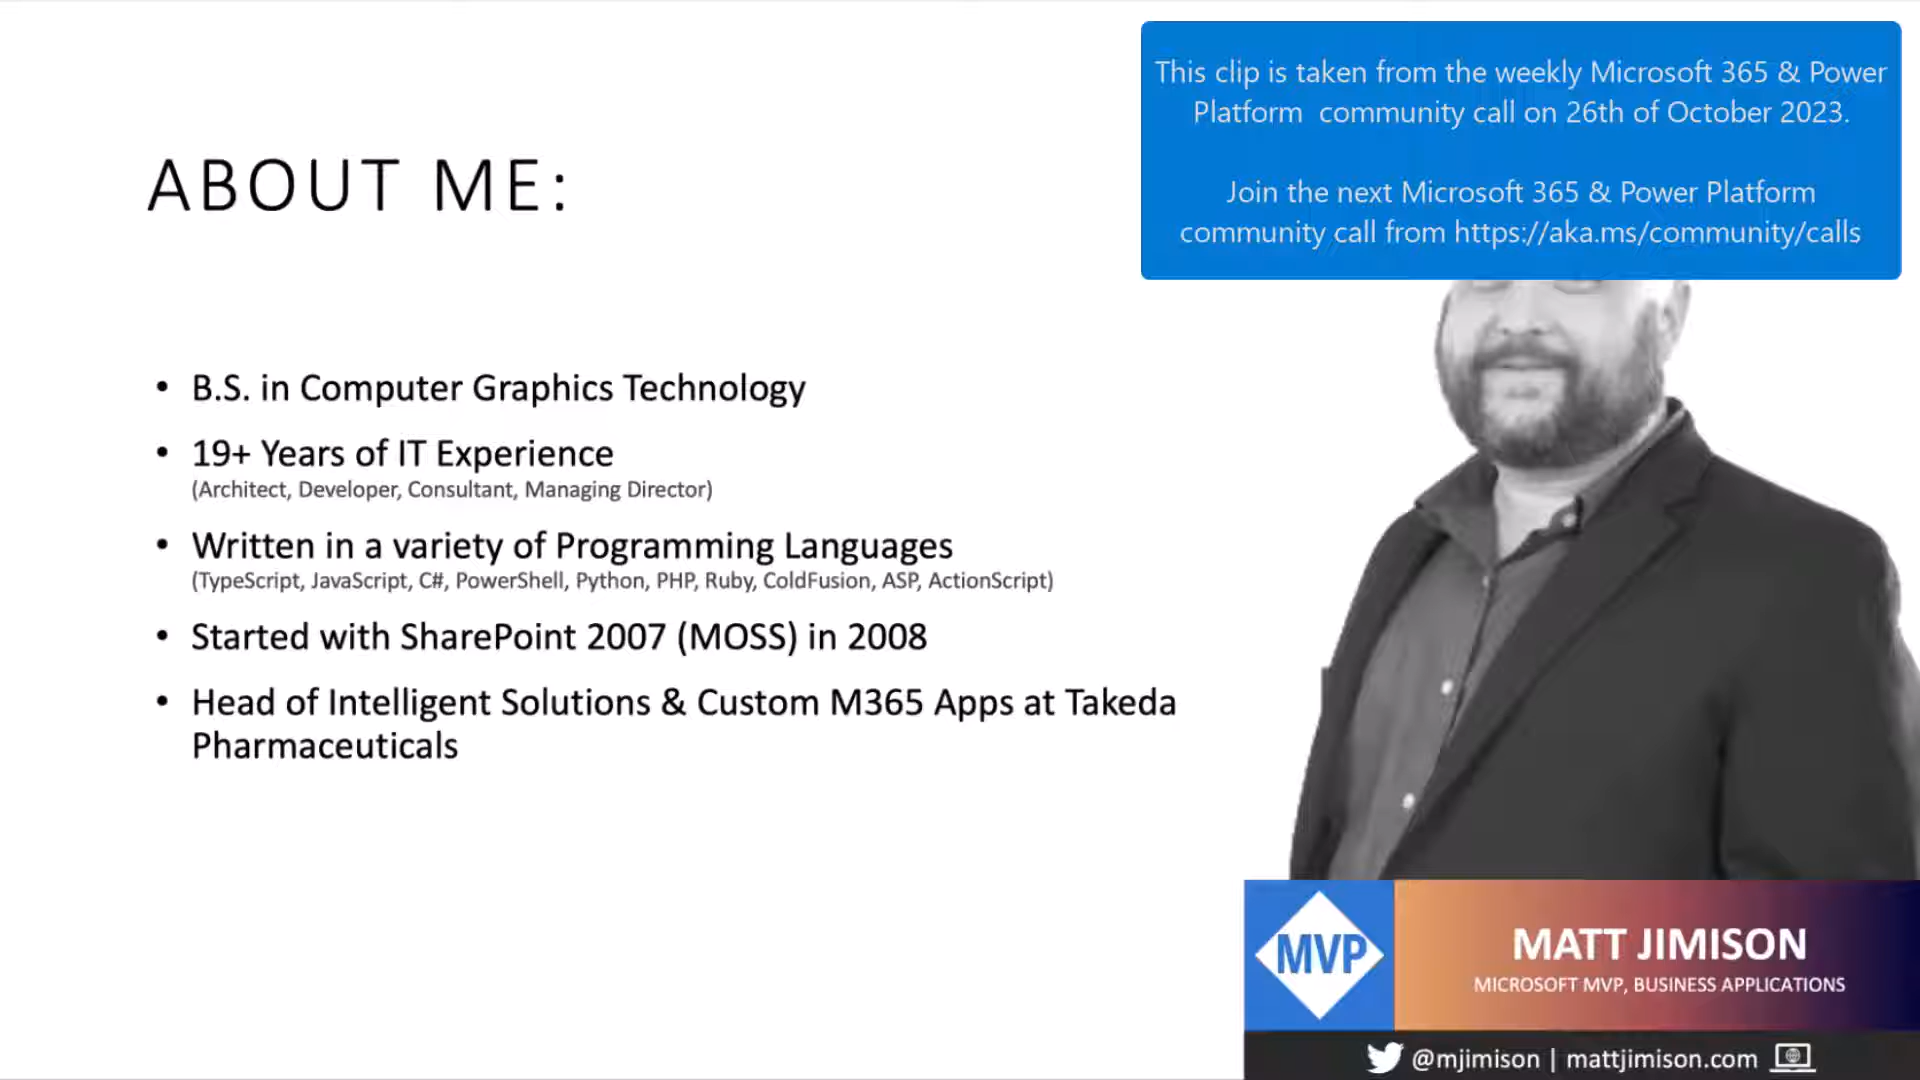 This clip is taken from the weekly Microsoft 365 & Power
Platform  community call on 26th of October 2023.
Join the next Microsoft 365 & Power Platform
community call from https://aka.ms/community/calls
ABOUT ME:
• B.S. in Computer Graphics Technology
• 19+ Years of IT Experience
(Architect, Developer, Consultant, Managing Director)
• Written in a variety of Programming Languages
(TypeScript, JavaScript, C#, PowerShell, Python, PHP, Ruby, ColdFusion, ASP, ActionScript)
• Started with SharePoint 2007 (MOSS) in 2008
• Head of Intelligent Solutions & Custom M365 Apps at Takeda
Pharmaceuticals
MVP
MATT JIMISON
MICROSOFT MVP, BUSINESS APPLICATIONS
@mjimison | mattjimison.com